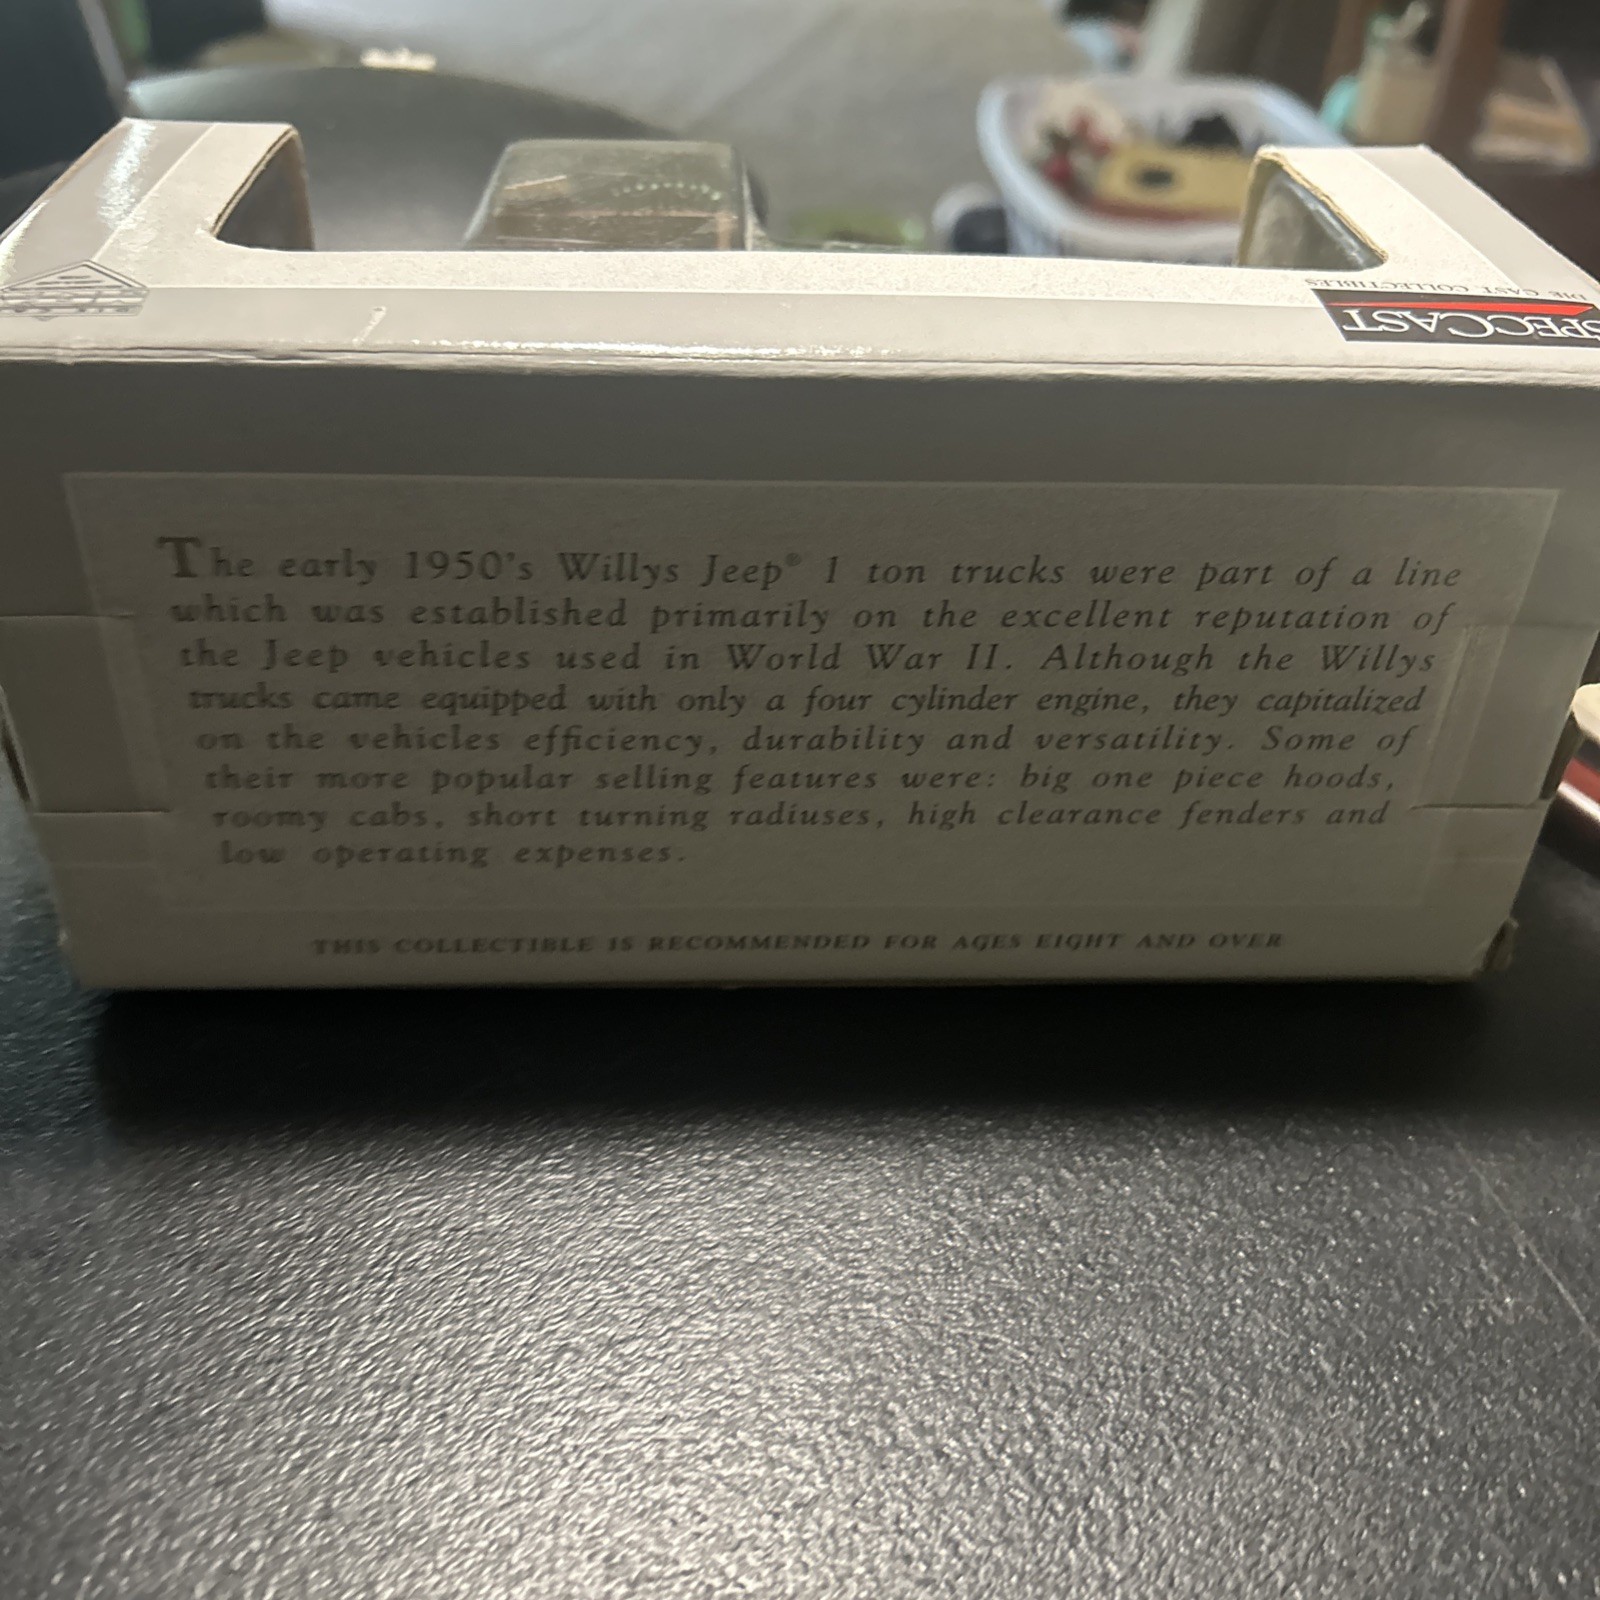 DIE CAST COLLECTIBLES
SPECCAST
The early 1950's Willys Jeep® 1 ton trucks were part of a line
which was established primarily on the excellent reputation of
the Jeep vehicles used in World War II. Although the Willys
trucks came equipped with only a four cylinder engine, they capitalized
on the vehicles efficiency, durability and versatility. Some of
their more popular selling features were: big one piece hoods,
roomy cabs, short turning radiuses, high clearance fenders and
low operating expenses.
THIS COLLECTIBLE IS RECOMMENDED FOR AGES EIGHT AND OVER